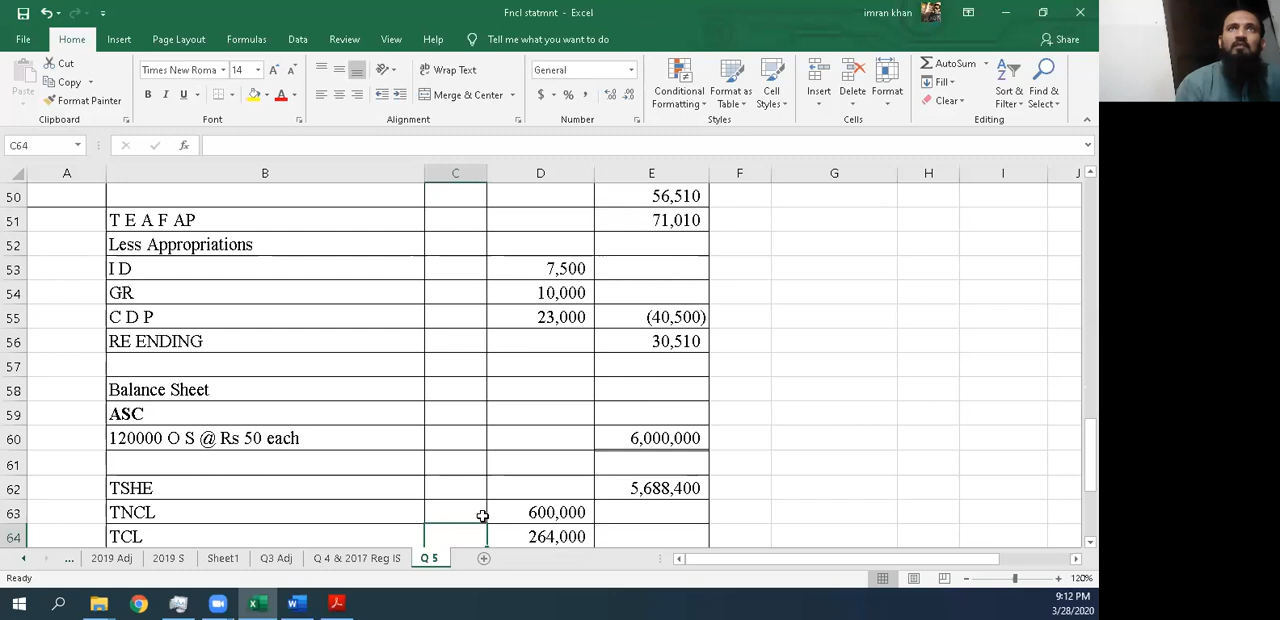 Fncl statmnt - Excel
imran khan
File Home Insert Page Layout Formulas Data Review View Help Tell me what you want to do Share
Cut
Copy
Format Painter
Paste
Clipboard
Times New Roma 14
B I U
Font
Wrap Text
Merge & Center
Alignment
General
$ % ,
Number
Conditional Formatting
Format as Table
Cell Styles
Styles
Insert
Delete
Format
Cells
AutoSum
Fill
Clear
Sort & Filter
Find & Select
Editing
C64
fx
A B C D E F G H I J
50 56,510
51 T E A F AP 71,010
52 Less Appropriations
53 I D 7,500
54 GR 10,000
55 C D P 23,000 (40,500)
56 RE ENDING 30,510
57
58 Balance Sheet
59 ASC
60 120000 O S @ Rs 50 each 6,000,000
61
62 TSHE 5,688,400
63 TNCL 600,000
64 TCL 264,000
... 2019 Adj 2019 S Sheet1 Q3 Adj Q 4 & 2017 Reg IS Q 5
Ready
120%
9:12 PM
3/28/2020